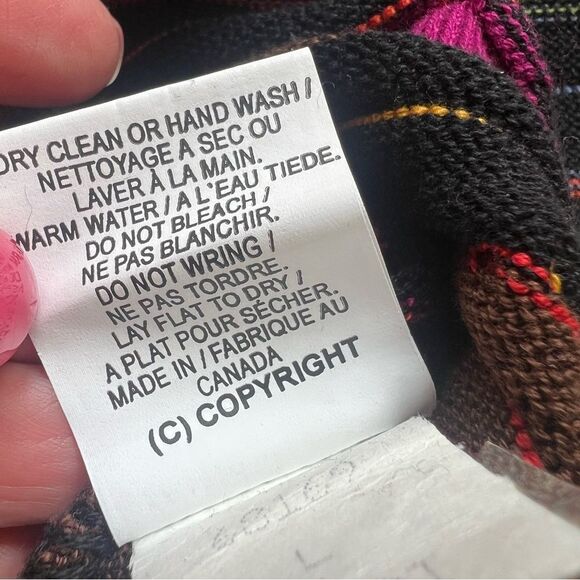 DRY CLEAN OR HAND WASH /
NETTOYAGE A SEC OU
LAVER À LA MAIN.
WARM WATER / A L'EAU TIEDE.
DO NOT BLEACH /
NE PAS BLANCHIR.
DO NOT WRING /
NE PAS TORDRE.
LAY FLAT TO DRY /
A PLAT POUR SÉCHER.
MADE IN / FABRIQUE AU
CANADA
(C) COPYRIGHT